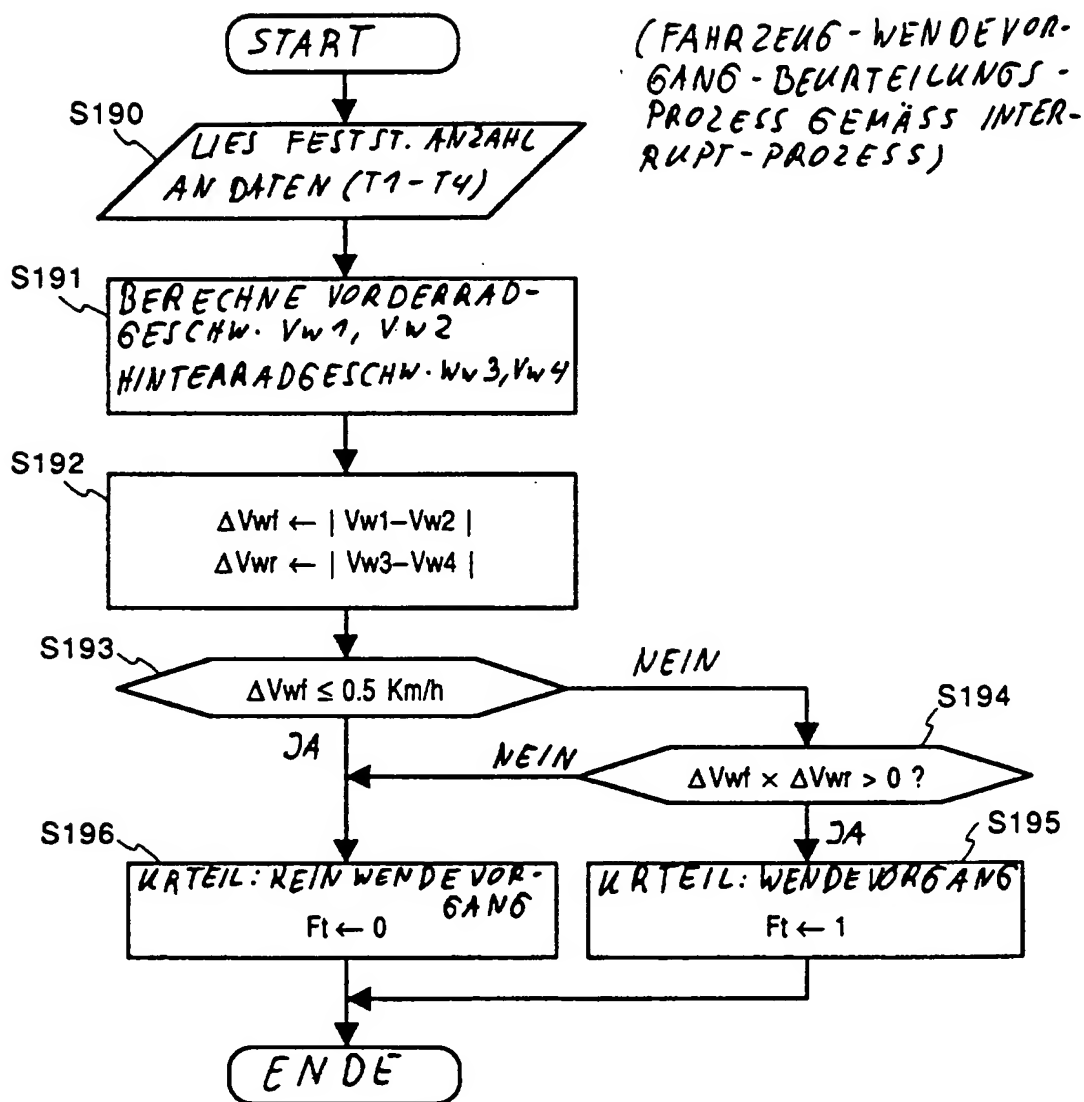 START
(FAHRZEUG-WENDEVOR-
GANG-BEURTEILUNGS-
PROZESS GEMÄSS INTER-
RUPT-PROZESS)
S190
LIES FESTST. ANZAHL
AN DATEN (T1-T4)
S191
BERECHNE VORDERRAD-
GESCHW. Vw1, Vw2
HINTERRADGESCHW. Ww3, Vw4
S192
ΔVwf ← | Vw1–Vw2 |
ΔVwr ← | Vw3–Vw4 |
S193
ΔVwf ≤ 0.5 Km/h
NEIN
S194
JA
NEIN
ΔVwf × ΔVwr > 0 ?
S196
JA
S195
URTEIL: KEIN WENDEVOR-
GANG
Ft ← 0
URTEIL: WENDEVORGANG
Ft ← 1
ENDE